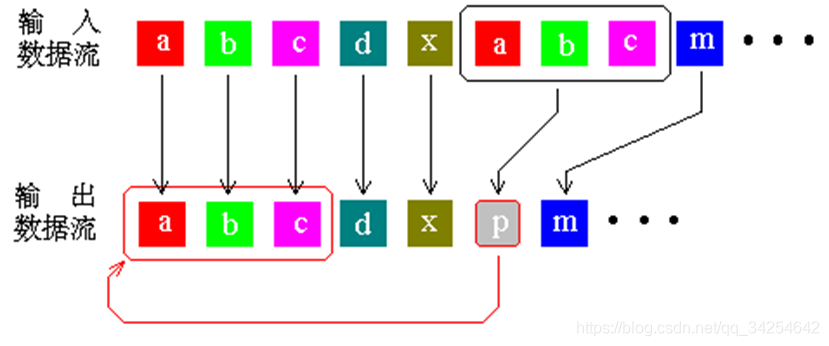 输 入
数据流
a b c d x a b c m • • •
输 出
数据流
a b c d x p m • • •
https://blog.csdn.net/qq_34254642